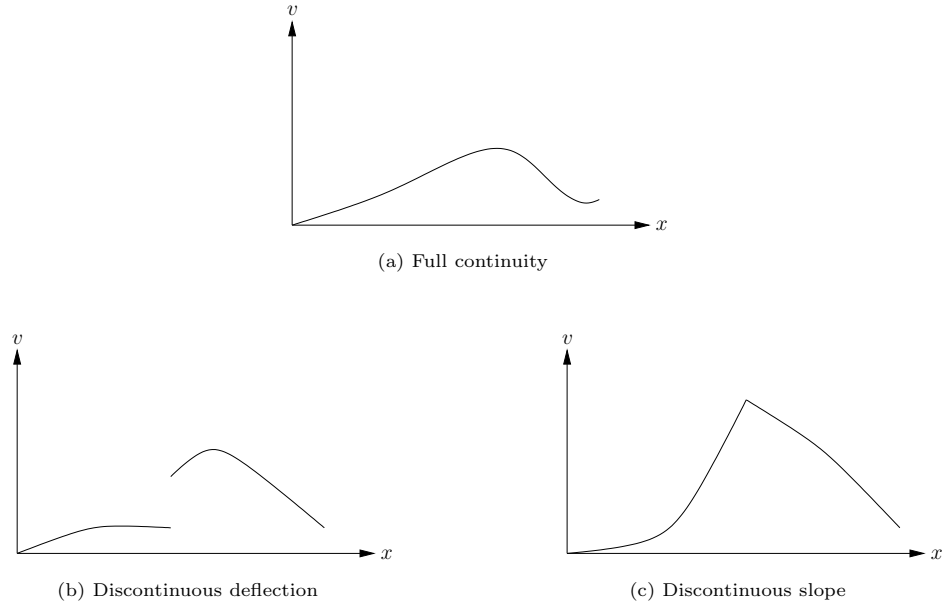 v
x
(a) Full continuity
v
x
(b) Discontinuous deflection
v
x
(c) Discontinuous slope